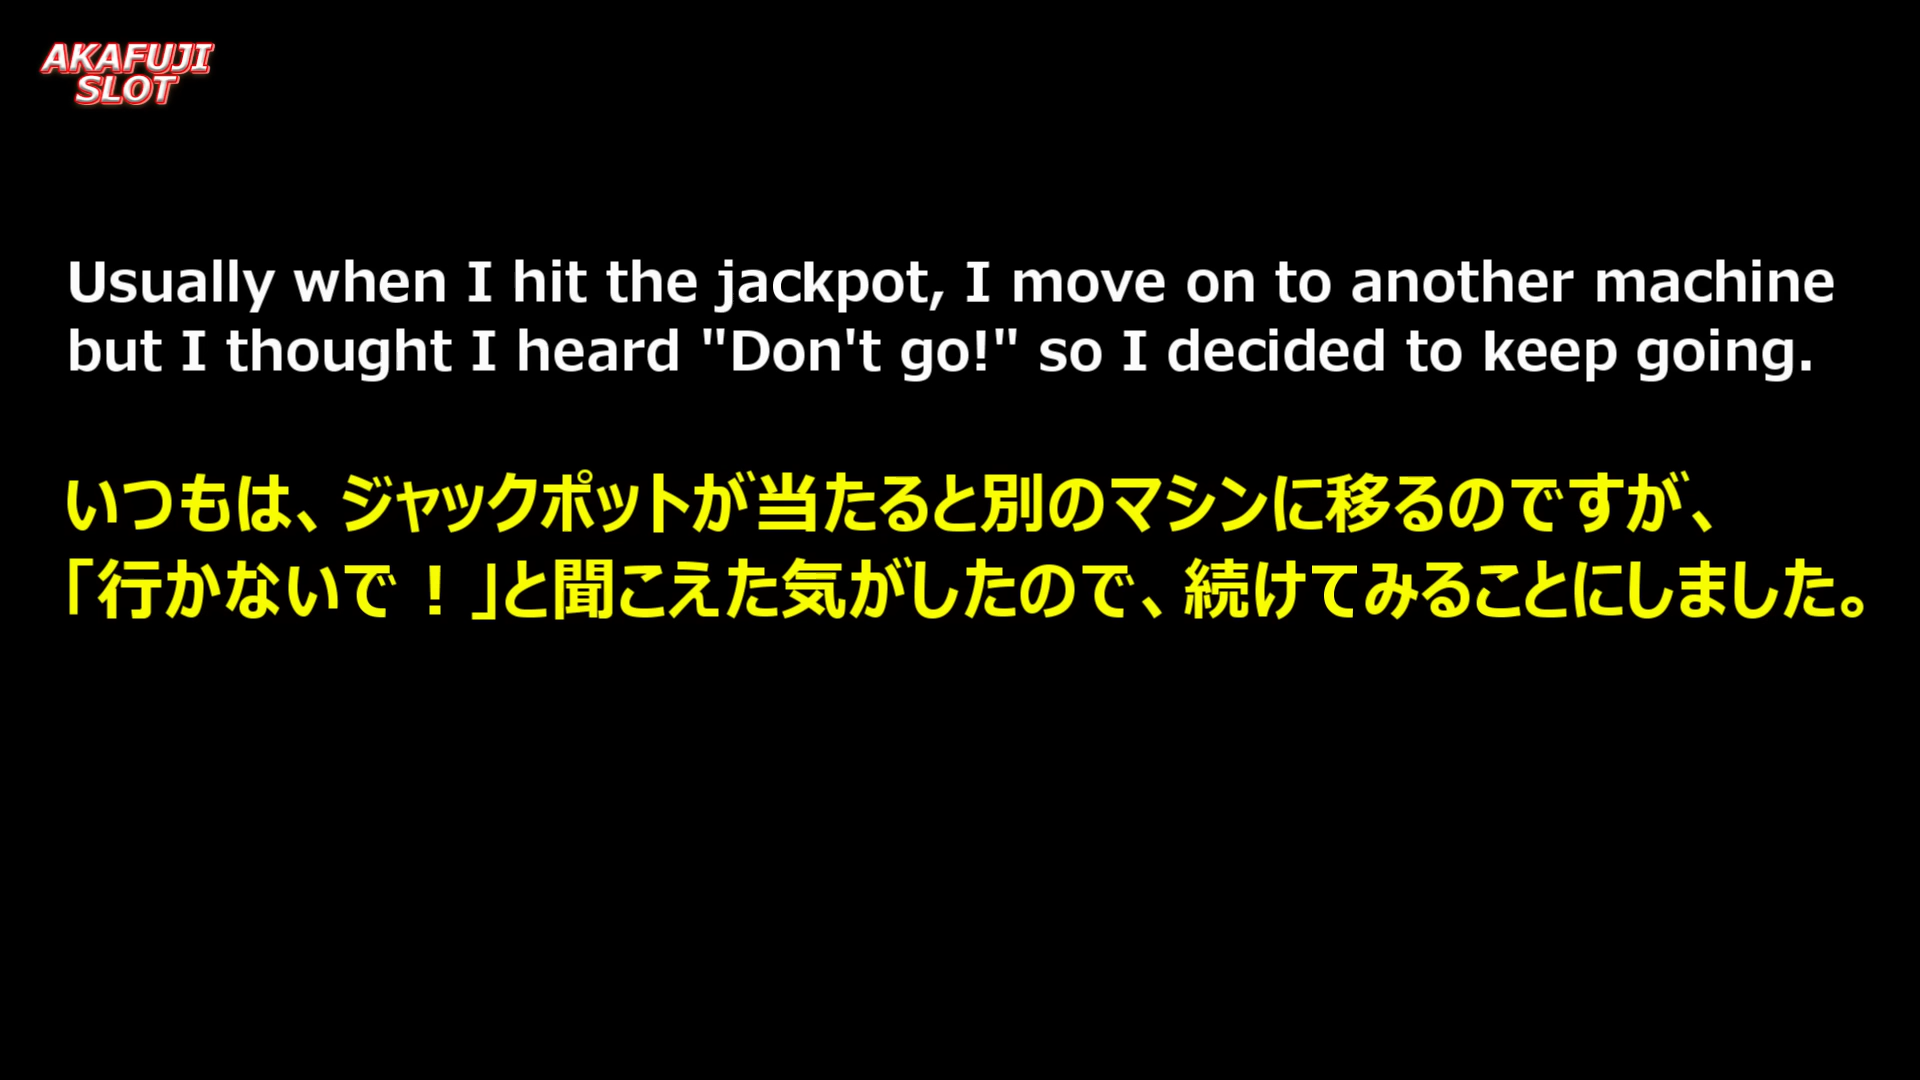 AKAFUJI
SLOT
Usually when I hit the jackpot, I move on to another machine
but I thought I heard "Don't go!" so I decided to keep going.
いつもは、ジャックポットが当たると別のマシンに移るのですが、
「行かないで！」と聞こえた気がしたので、続けてみることにしました。